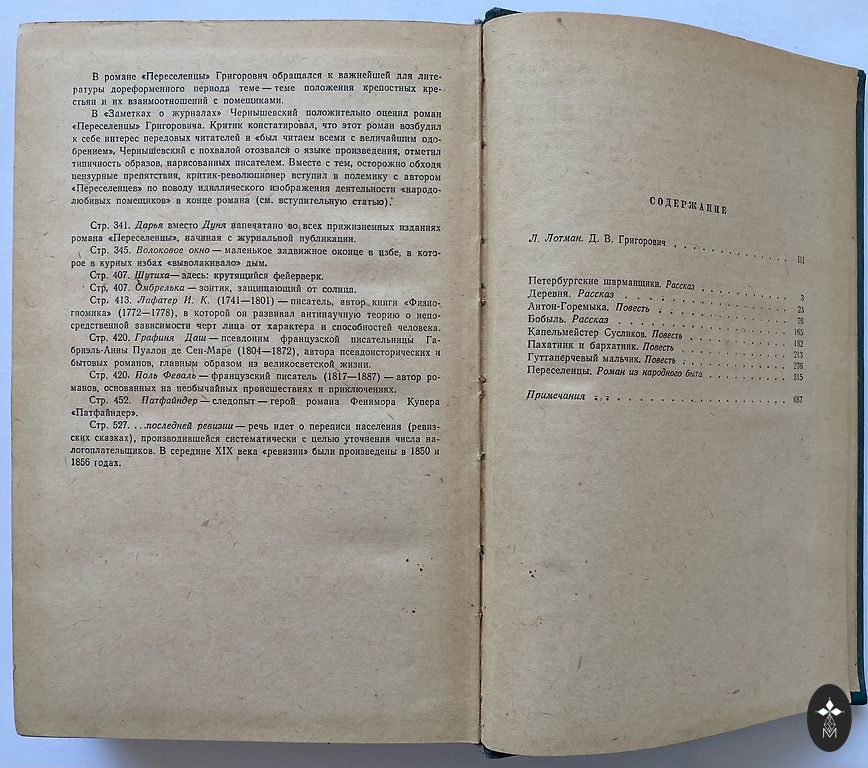 В романе «Переселенцы» Григорович обращался к важнейшей для лите-
ратуры дореформенного периода теме — теме положения крепостных кре-
стьян и их взаимоотношений с помещиками.
В «Заметках о журналах» Чернышевский положительно оценил роман
«Переселенцы» Григоровича. Критик констатировал, что этот роман возбудил
к себе интерес передовых читателей и «был читаем всеми с величайшим одо-
брением». Чернышевский с похвалой отозвался о языке произведения, отметил
типичность образов, нарисованных писателем. Вместе с тем, осторожно обходя
цензурные препятствия, критик-революционер вступил в полемику с автором
«Переселенцев» по поводу идиллического изображения деятельности «народо-
любивых помещиков» в конце романа (см. вступительную статью).
Стр. 341. Дарья вместо Дуня напечатано во всех прижизненных изданиях
романа «Переселенцы», начиная с журнальной публикации.
Стр. 345. Волоковое окно — маленькое задвижное оконце в избе, в кото-
рое в курных избах «выволакивало» дым.
Стр. 407. Шутиха — здесь: крутящийся фейерверк.
Стр. 407. Омбрелька — зонтик, защищающий от солнца.
Стр. 413. Лафатер И. К. (1741—1801) — писатель, автор книги «Физио-
гномика» (1772—1778), в которой он развивал антинаучную теорию о непо-
средственной зависимости черт лица от характера и способностей человека.
Стр. 420. Графиня Даш — псевдоним французской писательницы Га-
бриэль-Анны Пуалон де Сен-Маре (1804—1872), автора псевдоисторических и
бытовых романов, главным образом из великосветской жизни.
Стр. 420. Поль Феваль — французский писатель (1817—1887) — автор ро-
манов, основанных на необычайных происшествиях и приключениях.
Стр. 452. Патфайндер — следопыт — герой романа Фенимора Купера
«Патфайндер».
Стр. 527. ...последней ревизии — речь идет о переписи населения (ревиз-
ских сказках), производившейся систематически с целью уточнения числа на-
логоплательщиков. В середине XIX века «ревизии» были произведены в 1850 и
1856 годах.
СОДЕРЖАНИЕ
Л. Лотман. Д. В. Григорович . . . . . . . . . . III
Петербургские шарманщики. Рассказ . . . . . . . . 3
Деревня. Рассказ . . . . . . . . . . 23
Антон-Горемыка. Повесть . . . . . . . . . . 76
Бобыль. Рассказ . . . . . . . . . . 165
Капельмейстер Сусликов. Повесть . . . . . . . . 182
Пахатник и бархатник. Повесть . . . . . . . . 213
Гуттаперчевый мальчик. Повесть . . . . . . . . 276
Переселенцы. Роман из народного быта . . . . . . . . 315
Примечания . . . . . . . . . . 687
M